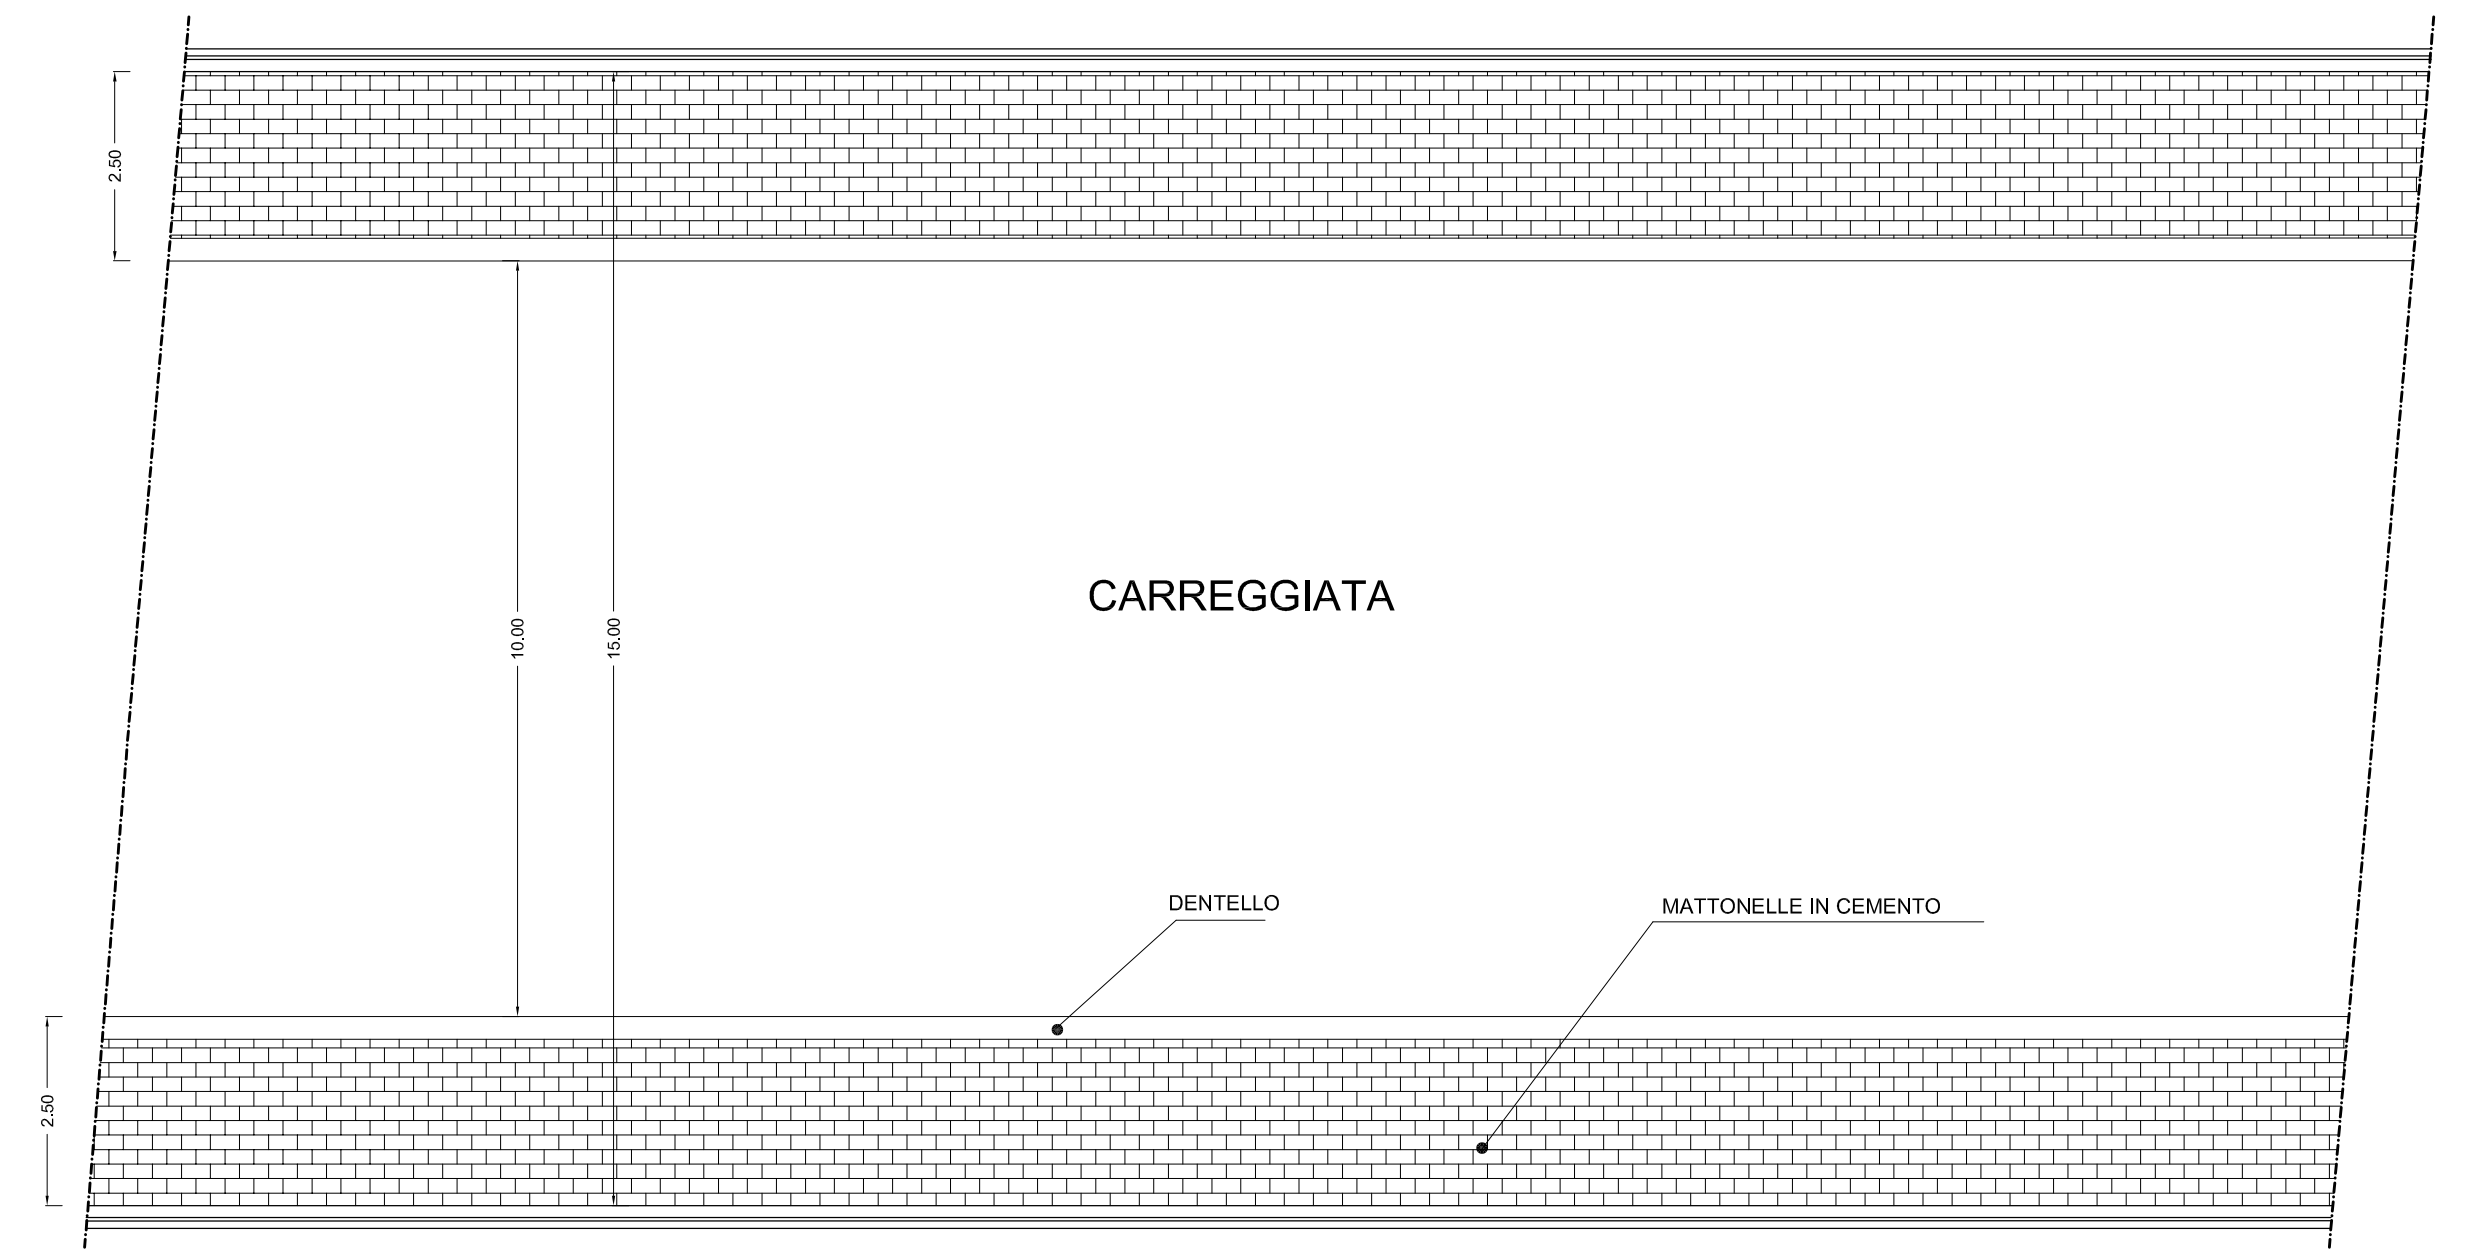 2.50
10.00
15.00
CARREGGIATA
DENTELLO
MATTONELLE IN CEMENTO
2.50